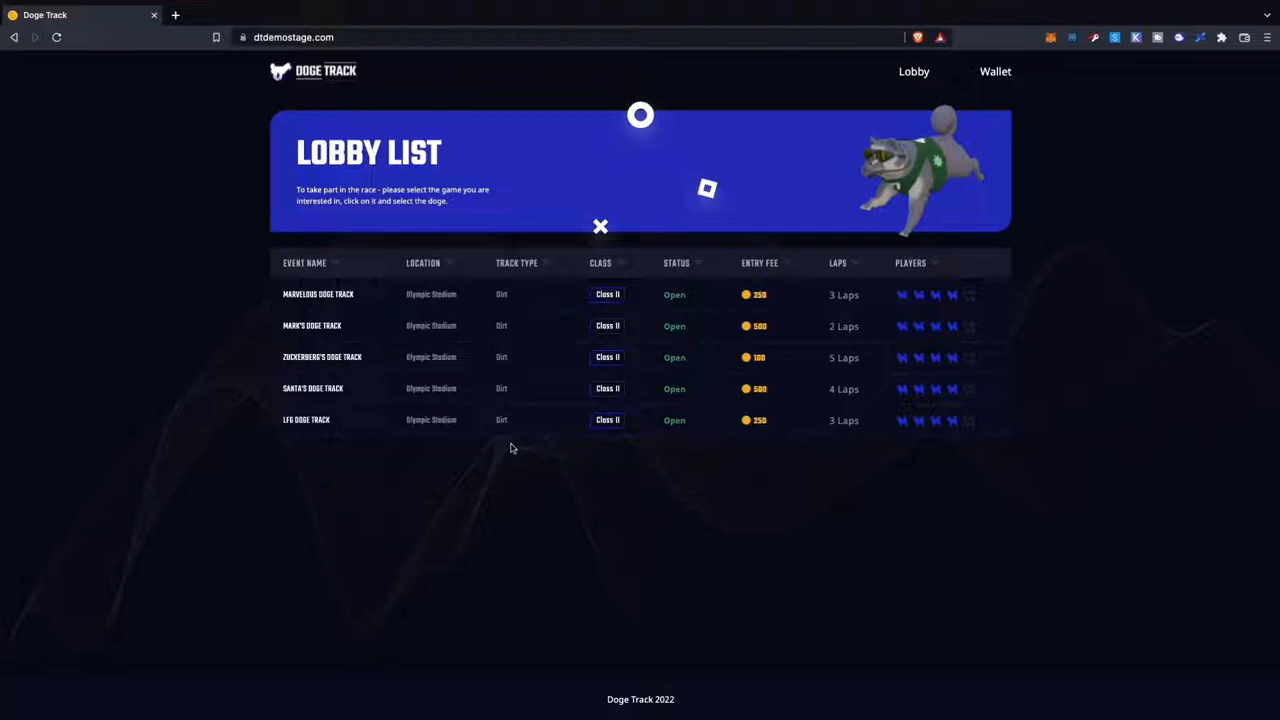 Doge Track
dtdemostage.com
DOGE TRACK
Lobby
Wallet
LOBBY LIST
To take part in the race - please select the game you are
interested in, click on it and select the doge.
EVENT NAME LOCATION TRACK TYPE CLASS STATUS ENTRY FEE LAPS PLAYERS
MARVELOUS DOGE TRACK Olympic Stadium Dirt Class II Open 250 3 Laps
MARK'S DOGE TRACK Olympic Stadium Dirt Class II Open 500 2 Laps
ZUCKERBERG'S DOGE TRACK Olympic Stadium Dirt Class II Open 100 5 Laps
SANTA'S DOGE TRACK Olympic Stadium Dirt Class II Open 500 4 Laps
LFG DOGE TRACK Olympic Stadium Dirt Class II Open 250 3 Laps
Doge Track 2022